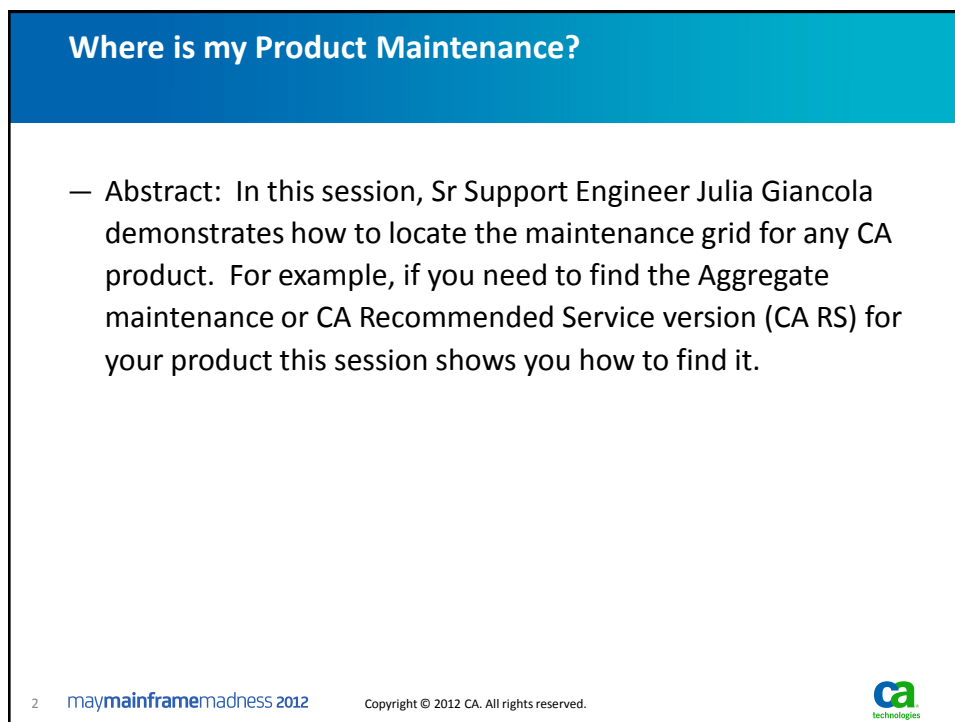 Where is my Product Maintenance?
— Abstract: In this session, Sr Support Engineer Julia Giancola
demonstrates how to locate the maintenance grid for any CA
product. For example, if you need to find the Aggregate
maintenance or CA Recommended Service version (CA RS) for
your product this session shows you how to find it.
2 maymainframemadness 2012 Copyright © 2012 CA. All rights reserved.
ca
technologies